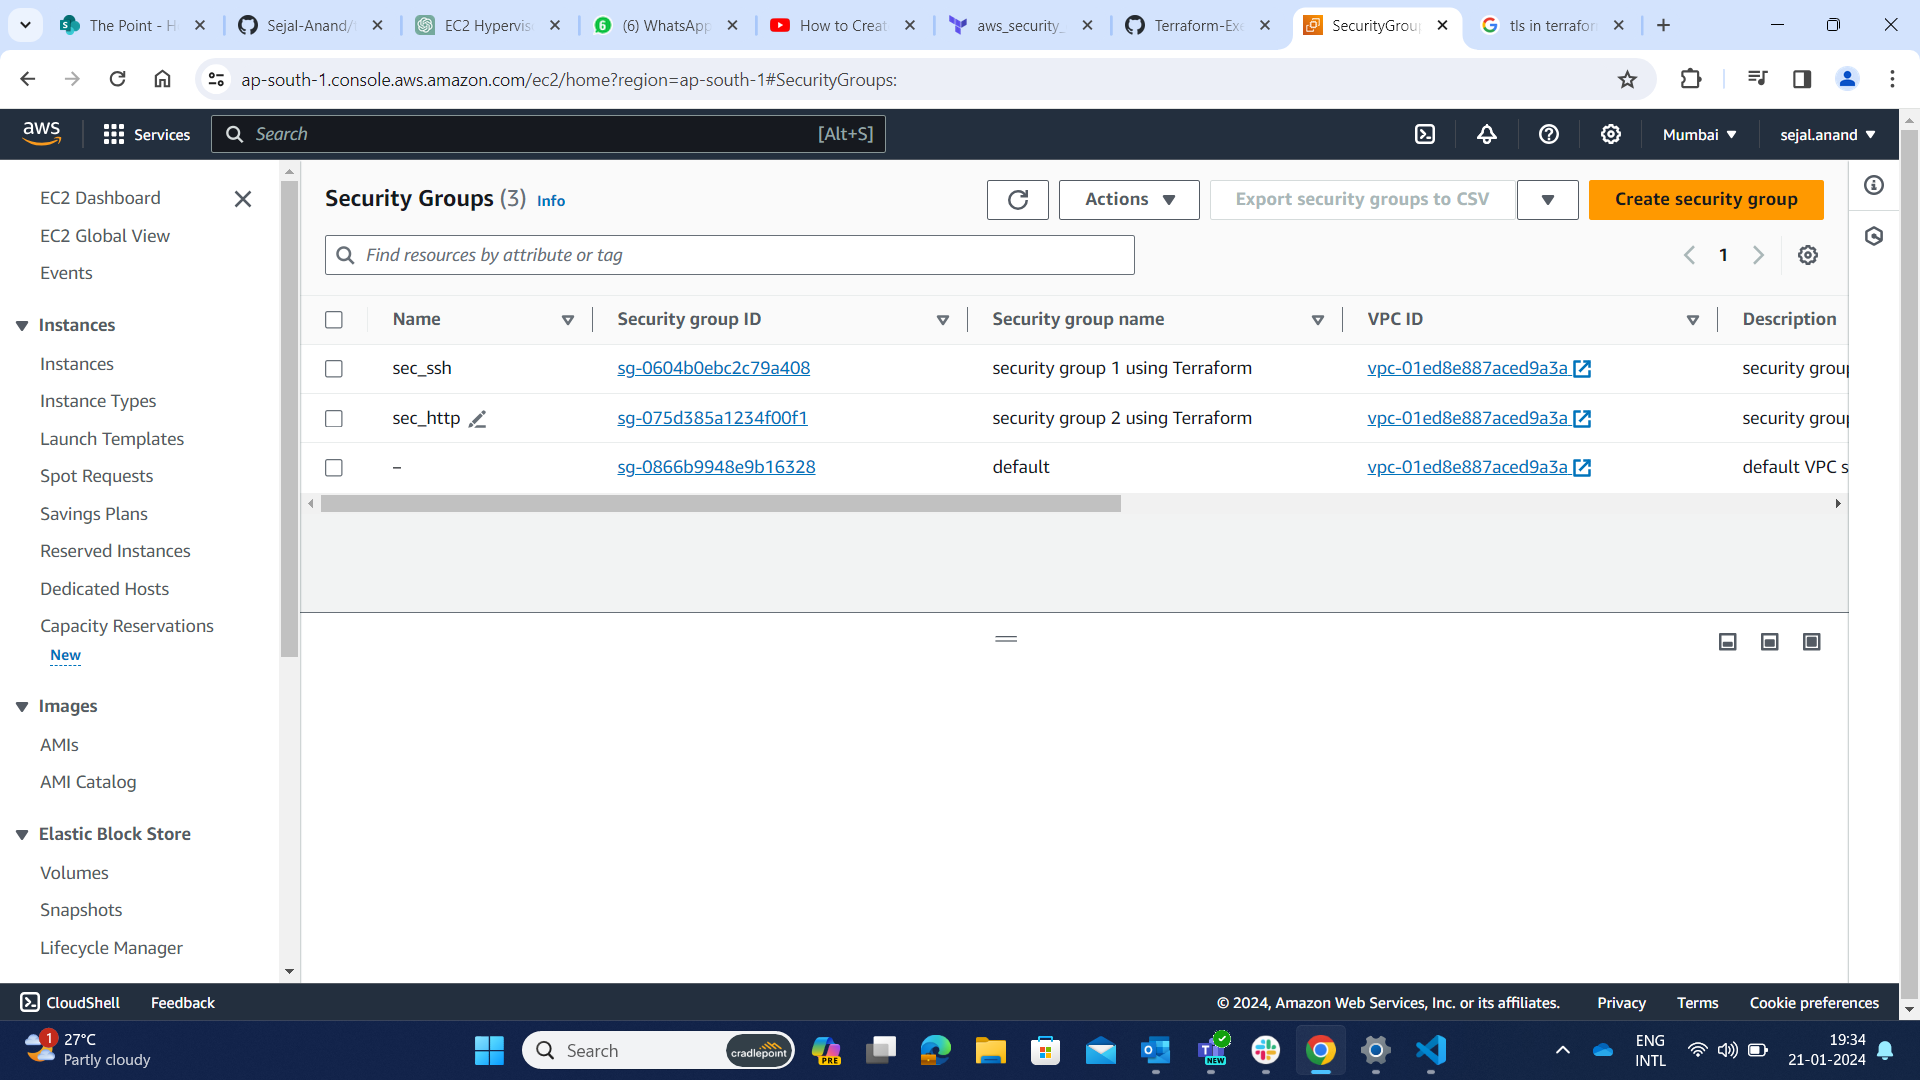 The Point - H
Sejal-Anand/
EC2 Hypervis
(6) WhatsApp
How to Creat
aws_security_
Terraform-Exe
SecurityGrou
tls in terrafor
ap-south-1.console.aws.amazon.com/ec2/home?region=ap-south-1#SecurityGroups:
aws
Services
Search
[Alt+S]
Mumbai
sejal.anand
EC2 Dashboard
EC2 Global View
Events
Instances
Instances
Instance Types
Launch Templates
Spot Requests
Savings Plans
Reserved Instances
Dedicated Hosts
Capacity Reservations
New
Images
AMIs
AMI Catalog
Elastic Block Store
Volumes
Snapshots
Lifecycle Manager
Security Groups (3) Info
Actions
Export security groups to CSV
Create security group
Find resources by attribute or tag
1
Name Security group ID Security group name VPC ID Description
sec_ssh sg-0604b0ebc2c79a408 security group 1 using Terraform vpc-01ed8e887aced9a3a security group
sec_http sg-075d385a1234f00f1 security group 2 using Terraform vpc-01ed8e887aced9a3a security group
– sg-0866b9948e9b16328 default vpc-01ed8e887aced9a3a default VPC s
CloudShell
Feedback
© 2024, Amazon Web Services, Inc. or its affiliates.
Privacy
Terms
Cookie preferences
1
27°C
Partly cloudy
Search
cradlepoint
PRE
NEW
ENG
INTL
19:34
21-01-2024